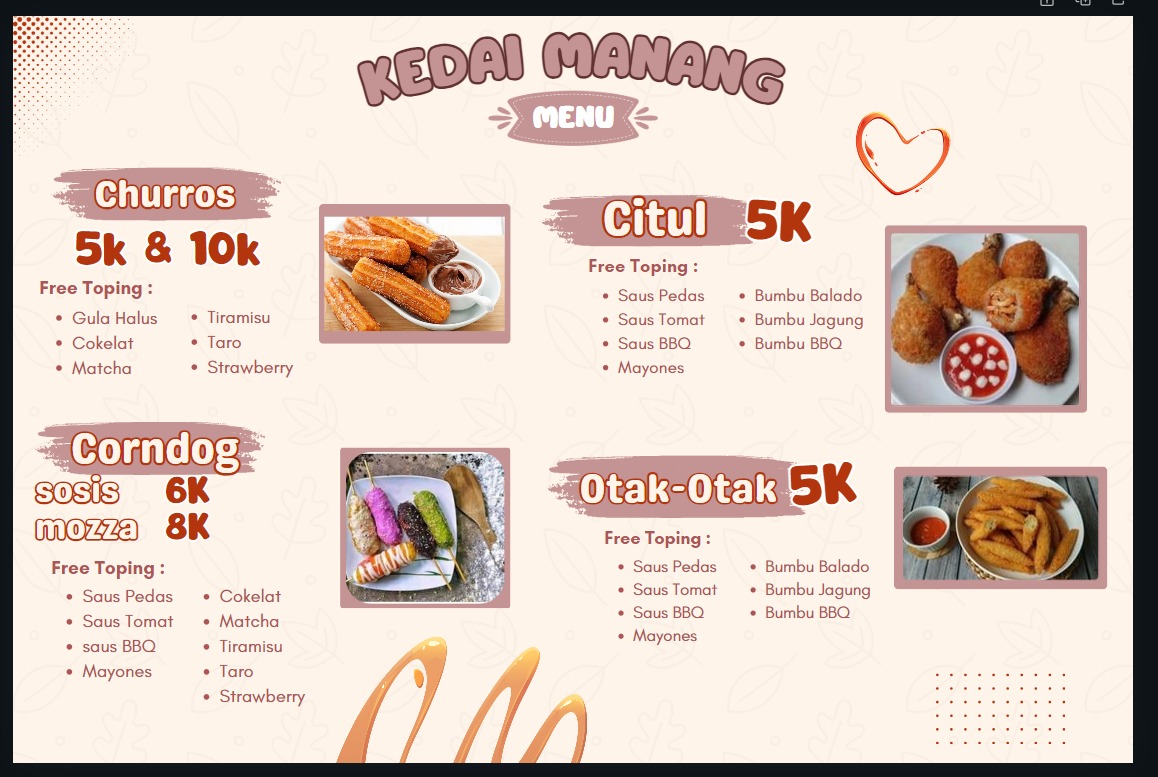 KEDAI MANANG
MENU
Churros
5k & 10k
Free Toping :
Gula Halus
Cokelat
Matcha
Tiramisu
Taro
Strawberry
Citul 5K
Free Toping :
Saus Pedas
Saus Tomat
Saus BBQ
Mayones
Bumbu Balado
Bumbu Jagung
Bumbu BBQ
Corndog
sosis 6K
mozza 8K
Free Toping :
Saus Pedas
Saus Tomat
saus BBQ
Mayones
Cokelat
Matcha
Tiramisu
Taro
Strawberry
Otak-Otak 5K
Free Toping :
Saus Pedas
Saus Tomat
Saus BBQ
Mayones
Bumbu Balado
Bumbu Jagung
Bumbu BBQ